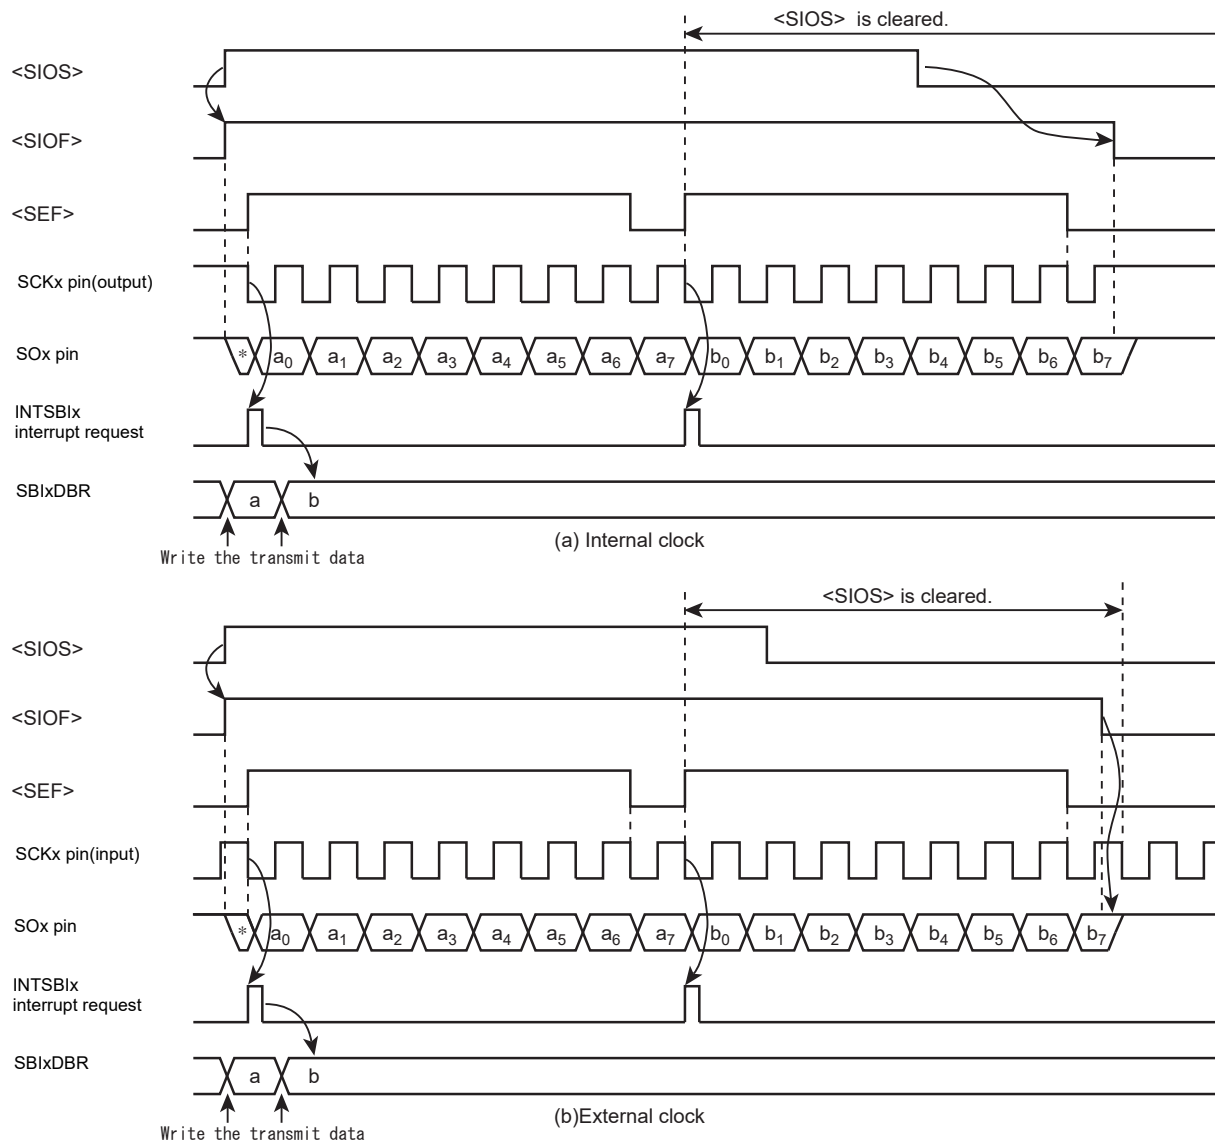 <SIOS> is cleared.
<SIOS>
<SIOF>
<SEF>
SCKx pin(output)
SOx pin
* a0 a1 a2 a3 a4 a5 a6 a7 b0 b1 b2 b3 b4 b5 b6 b7
INTSBIx
interrupt request
SBIxDBR
a b
(a) Internal clock
Write the transmit data
<SIOS> is cleared.
<SIOS>
<SIOF>
<SEF>
SCKx pin(input)
SOx pin
* a0 a1 a2 a3 a4 a5 a6 a7 b0 b1 b2 b3 b4 b5 b6 b7
INTSBIx
interrupt request
SBIxDBR
a b
(b)External clock
Write the transmit data